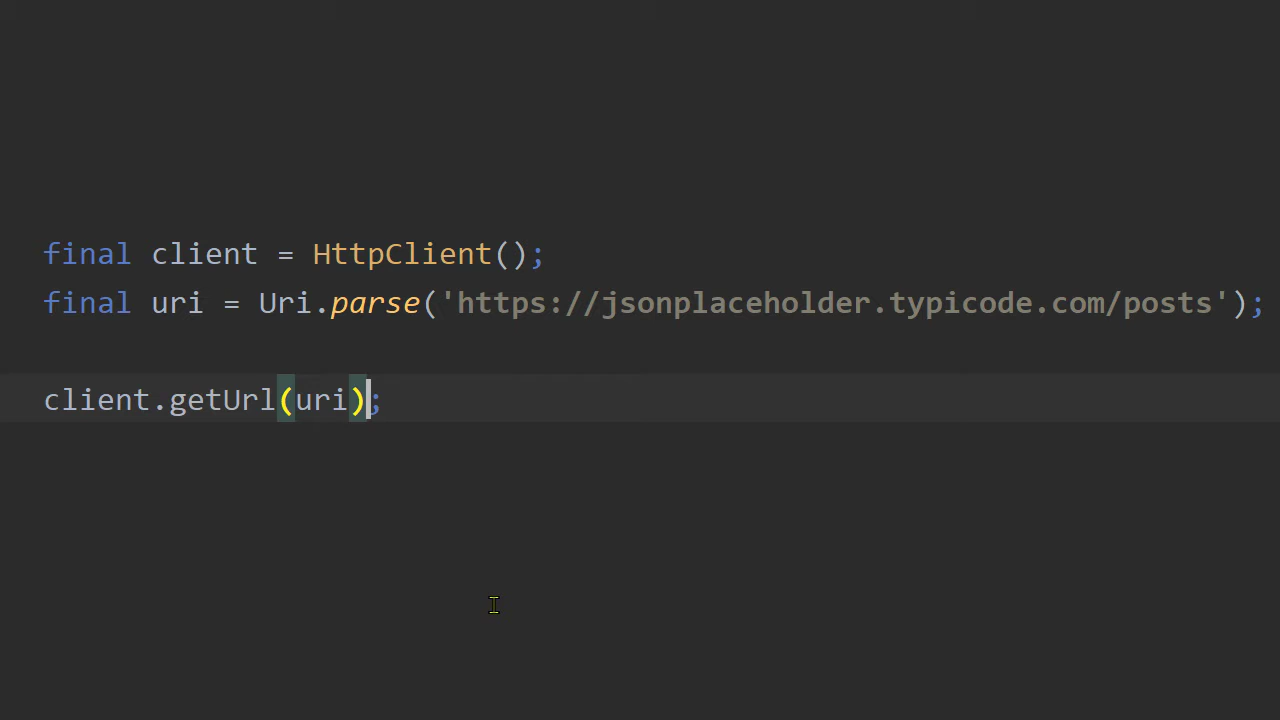 final client = HttpClient();
final uri = Uri.parse('https://jsonplaceholder.typicode.com/posts');
client.getUrl(uri);